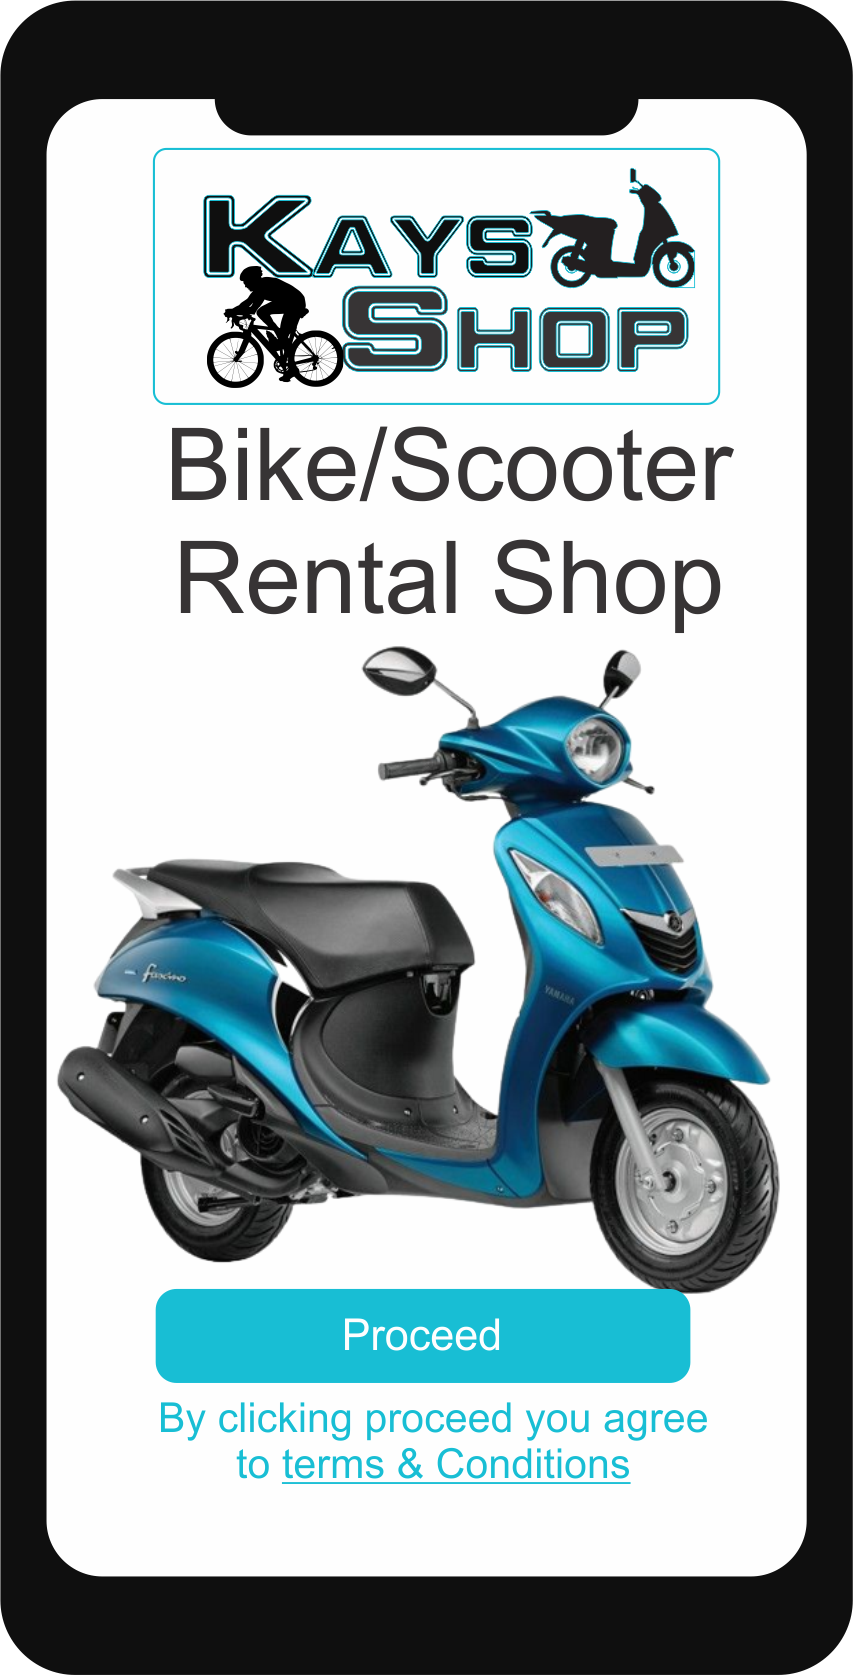 KAYS
SHOP
Bike/Scooter
Rental Shop
Fascino
YAMAHA
Proceed
By clicking proceed you agree
to terms & Conditions